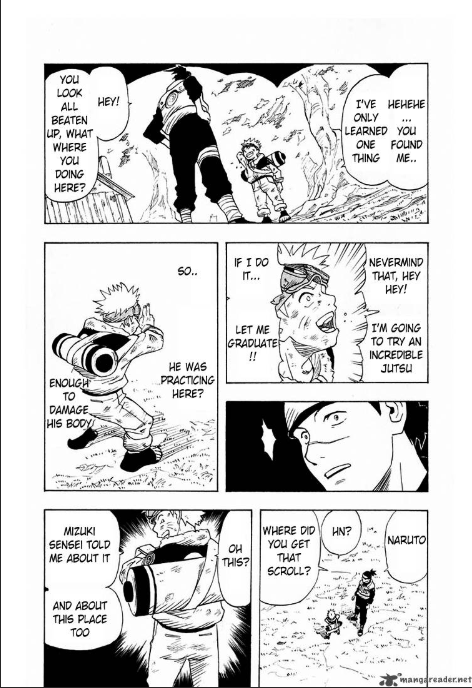 HEHEHE
...
YOU
FOUND
ME..
I'VE
ONLY
LEARNED
ONE
THING
HEY!
YOU
LOOK
ALL
BEATEN
UP, WHAT
WHERE
YOU
DOING
HERE?
NEVERMIND
THAT, HEY
HEY!
I'M GOING
TO TRY AN
INCREDIBLE
JUTSU
IF I DO
IT...
LET ME
GRADUATE
!!
SO..
HE WAS
PRACTICING
HERE?
ENOUGH
TO
DAMAGE
HIS BODY
NARUTO
HN?
WHERE DID
YOU GET
THAT
SCROLL?
OH
THIS?
MIZUKI
SENSEI TOLD
ME ABOUT IT
AND ABOUT
THIS PLACE
TOO
mangareader.net